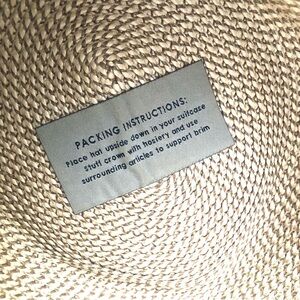 PACKING INSTRUCTIONS:
Place hat upside down in your suitcase
stuff crown with hosiery and use
surrounding articles to support brim